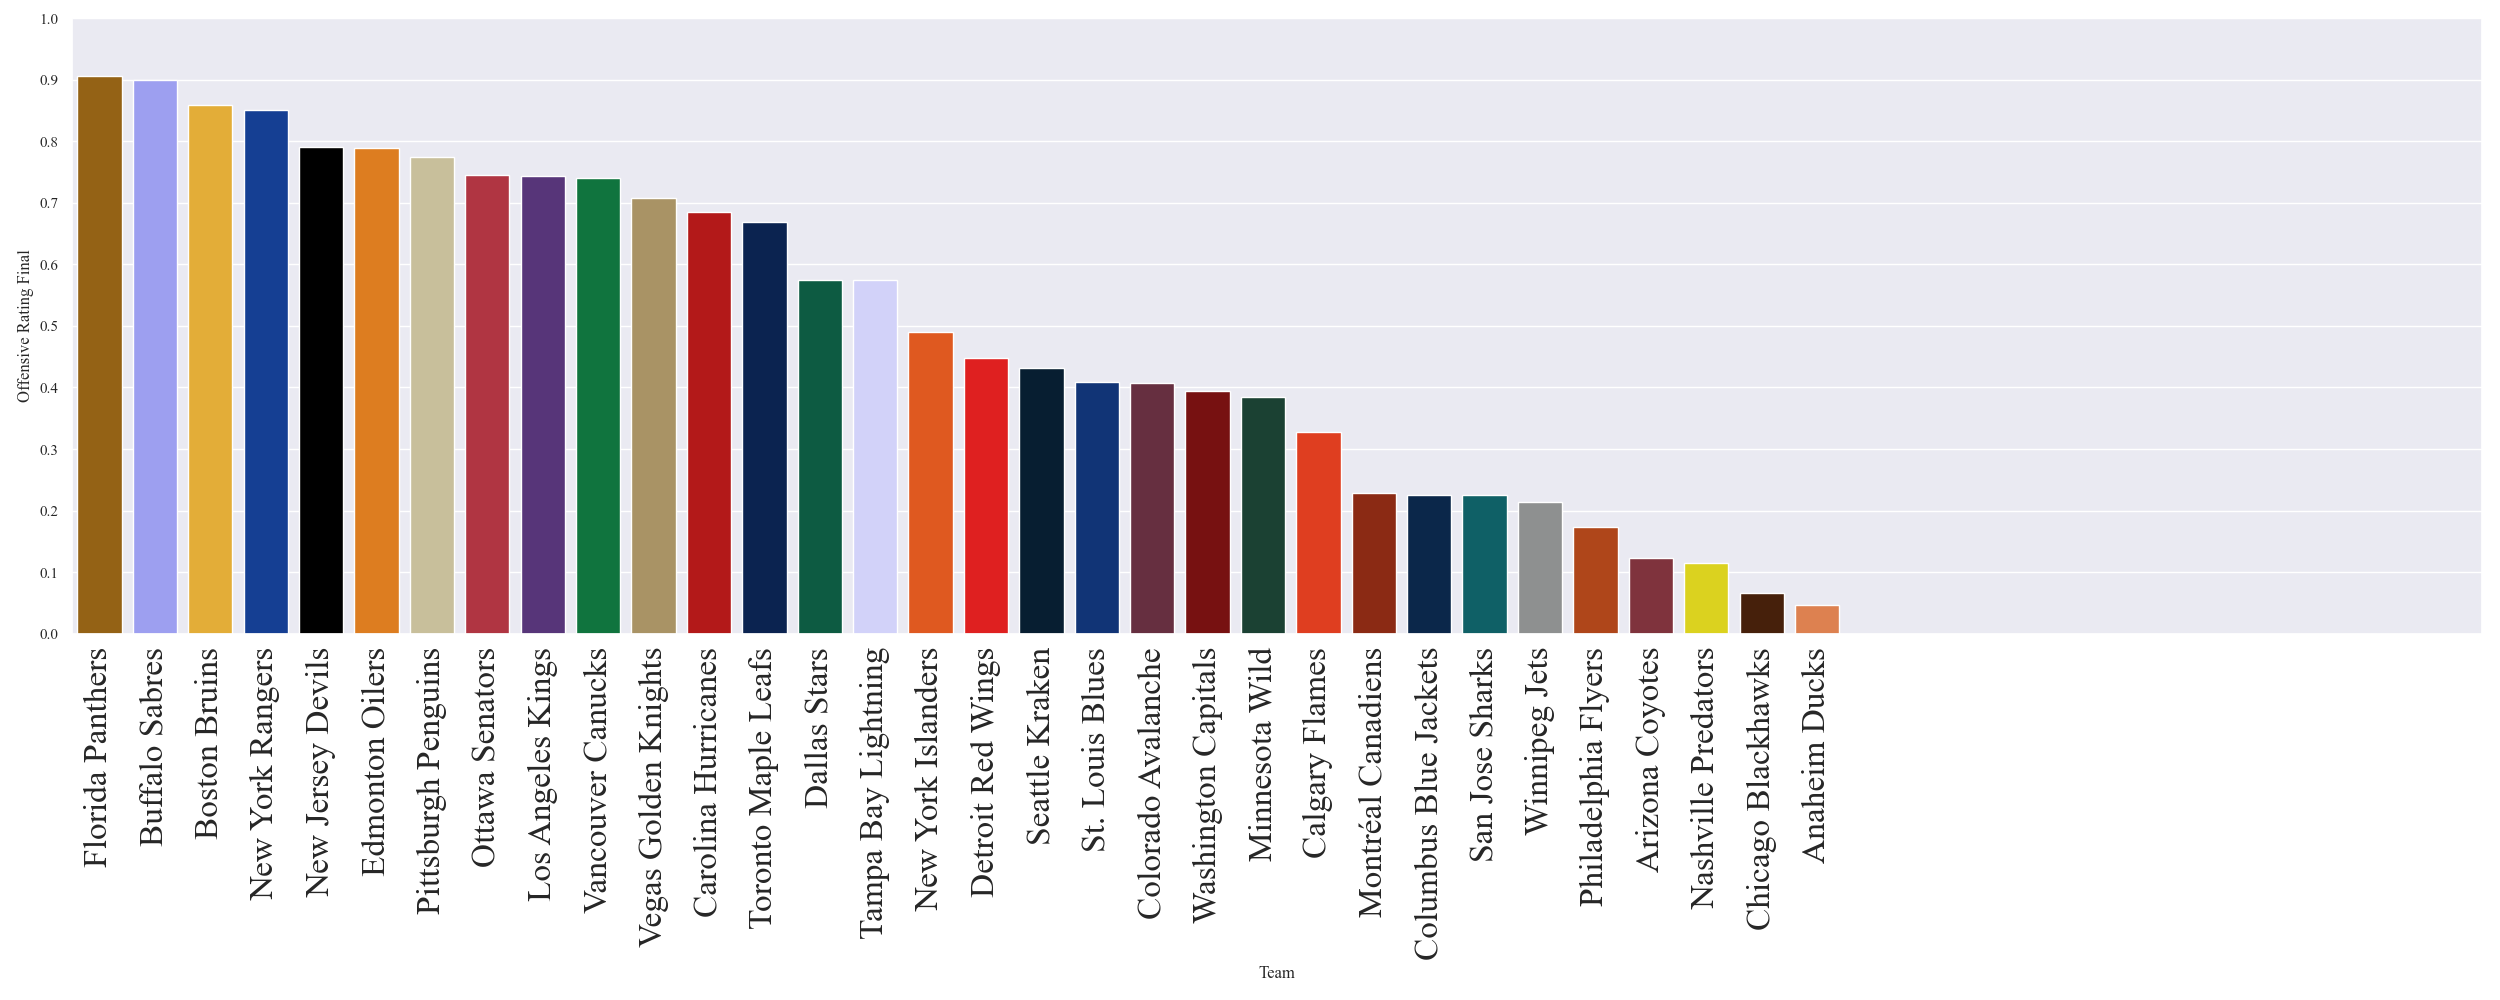 1.0
0.9
0.8
0.7
0.6
0.5
0.4
0.3
0.2
0.1
0.0
Offensive Rating Final
Florida Panthers
Buffalo Sabres
Boston Bruins
New York Rangers
New Jersey Devils
Edmonton Oilers
Pittsburgh Penguins
Ottawa Senators
Los Angeles Kings
Vancouver Canucks
Vegas Golden Knights
Carolina Hurricanes
Toronto Maple Leafs
Dallas Stars
Tampa Bay Lightning
New York Islanders
Detroit Red Wings
Seattle Kraken
St. Louis Blues
Colorado Avalanche
Washington Capitals
Minnesota Wild
Calgary Flames
Montréal Canadiens
Columbus Blue Jackets
San Jose Sharks
Winnipeg Jets
Philadelphia Flyers
Arizona Coyotes
Nashville Predators
Chicago Blackhawks
Anaheim Ducks
Team